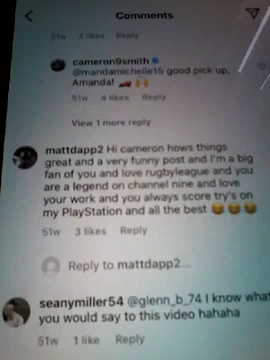 Comments
51w 3 likes Reply
cameron9smith
@mandamichelle15 good pick up,
Amanda! 🏉 🙌
51w 4 likes Reply
View 1 more reply
mattdapp2 Hi cameron hows things
great and a very funny post and I'm a big
fan of you and love rugbyleague and you
are a legend on channel nine and love
your work and you always score try's on
my PlayStation and all the best 😂😂😂
51w 3 likes Reply
Reply to mattdapp2...
seanymiller54 @glenn_b_74 I know what
you would say to this video hahaha
51w 1 like Reply